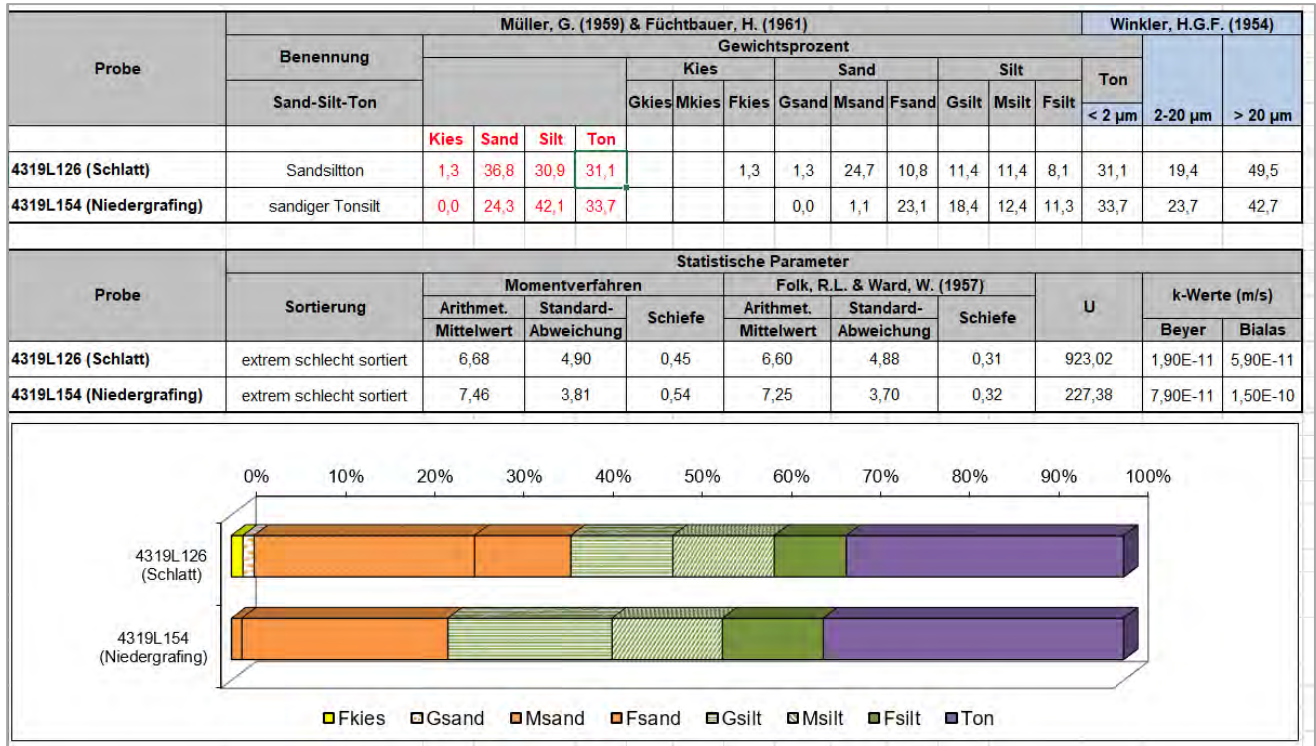 Müller, G. (1959) & Füchtbauer, H. (1961) Winkler, H.G.F. (1954)
Probe Benennung Gewichtsprozent
Kies Sand Silt Ton
Sand-Silt-Ton Gkies Mkies Fkies Gsand Msand Fsand Gsilt Msilt Fsilt < 2 µm 2-20 µm > 20 µm
Kies Sand Silt Ton
4319L126 (Schlatt) Sandsiltton 1,3 36,8 30,9 31,1 1,3 1,3 24,7 10,8 11,4 11,4 8,1 31,1 19,4 49,5
4319L154 (Niedergrafing) sandiger Tonsilt 0,0 24,3 42,1 33,7 0,0 1,1 23,1 18,4 12,4 11,3 33,7 23,7 42,7
Statistische Parameter
Probe Sortierung Momentverfahren Folk, R.L. & Ward, W. (1957) U k-Werte (m/s)
Arithmet. Standard- Schiefe Arithmet. Standard- Schiefe
Mittelwert Abweichung Mittelwert Abweichung Beyer Bialas
4319L126 (Schlatt) extrem schlecht sortiert 6,68 4,90 0,45 6,60 4,88 0,31 923,02 1,90E-11 5,90E-11
4319L154 (Niedergrafing) extrem schlecht sortiert 7,46 3,81 0,54 7,25 3,70 0,32 227,38 7,90E-11 1,50E-10
0% 10% 20% 30% 40% 50% 60% 70% 80% 90% 100%
4319L126
(Schlatt)
4319L154
(Niedergrafing)
Fkies Gsand Msand Fsand Gsilt Msilt Fsilt Ton